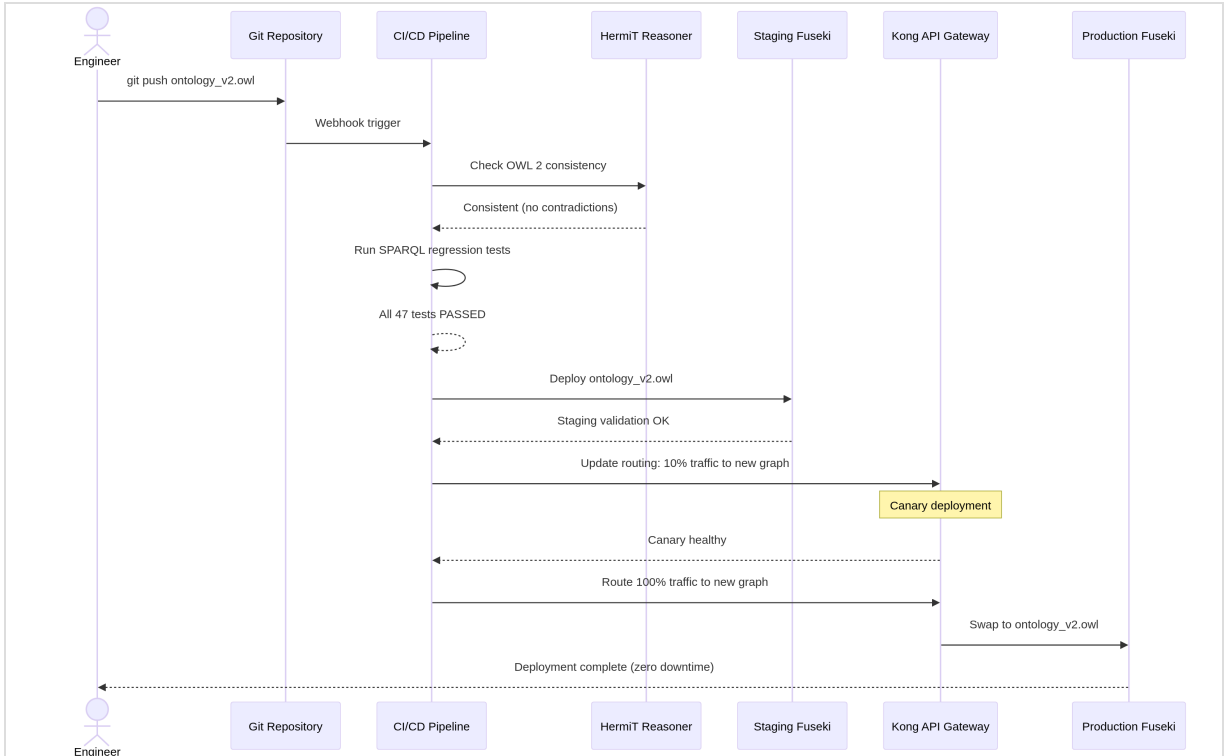 Engineer
Git Repository
CI/CD Pipeline
HermiT Reasoner
Staging Fuseki
Kong API Gateway
Production Fuseki
git push ontology_v2.owl
Webhook trigger
Check OWL 2 consistency
Consistent (no contradictions)
Run SPARQL regression tests
All 47 tests PASSED
Deploy ontology_v2.owl
Staging validation OK
Update routing: 10% traffic to new graph
Canary deployment
Canary healthy
Route 100% traffic to new graph
Swap to ontology_v2.owl
Deployment complete (zero downtime)
Engineer
Git Repository
CI/CD Pipeline
HermiT Reasoner
Staging Fuseki
Kong API Gateway
Production Fuseki